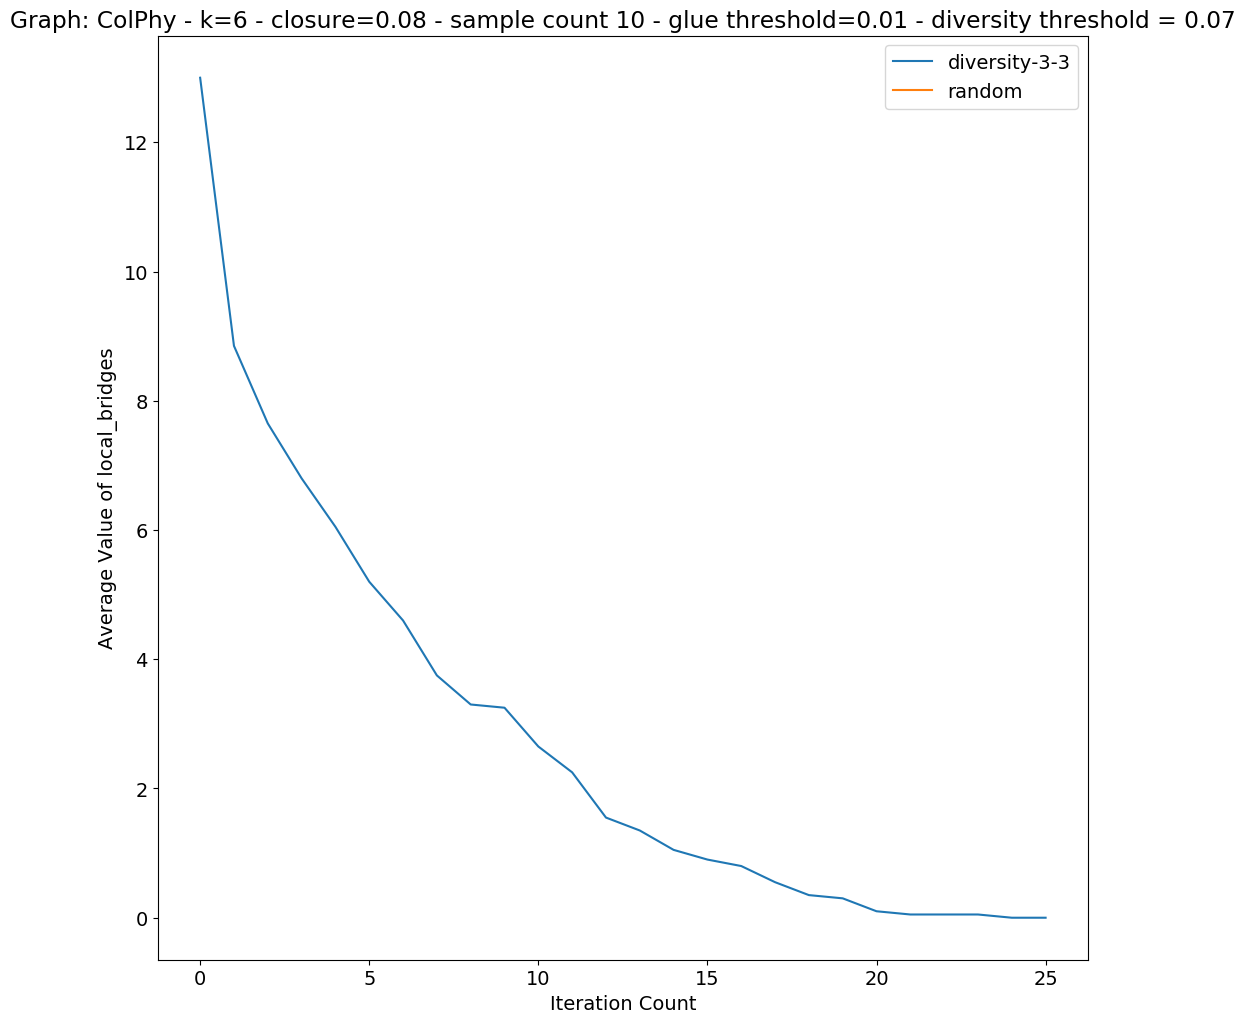 Graph: ColPhy - k=6 - closure=0.08 - sample count 10 - glue threshold=0.01 - diversity threshold = 0.07
diversity-3-3
random
12
10
8
6
4
2
0
Average Value of local_bridges
0 5 10 15 20 25
Iteration Count